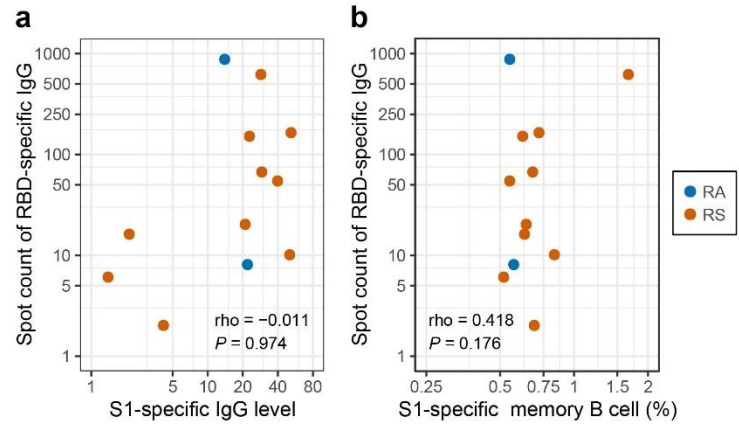 a
Spot count of RBD-specific IgG
1000
500
250
100
50
10
5
1
rho = −0.011
P = 0.974
1 5 10 20 40 80
S1-specific IgG level
b
Spot count of RBD-specific IgG
1000
500
250
100
50
10
5
1
rho = 0.418
P = 0.176
0.25 0.5 0.75 1 1.5 2
S1-specific memory B cell (%)
RA
RS